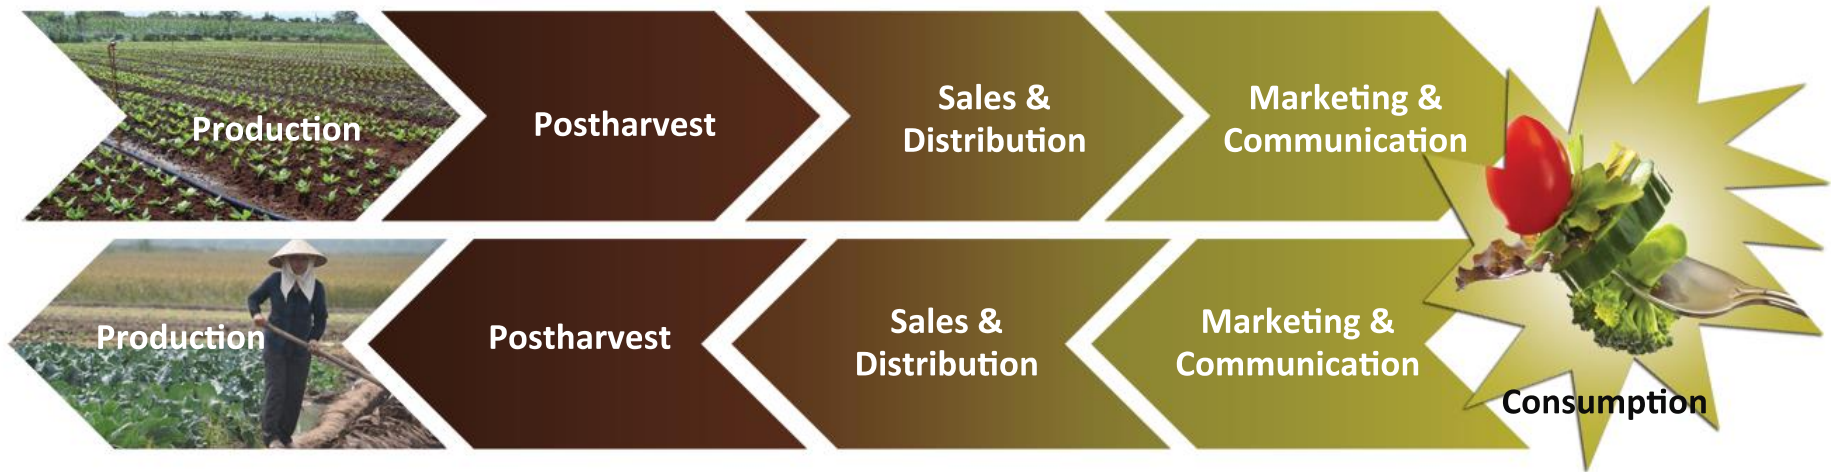 Production
Postharvest
Sales &
Distribution
Marketing &
Communication
Production
Postharvest
Sales &
Distribution
Marketing &
Communication
Consumption